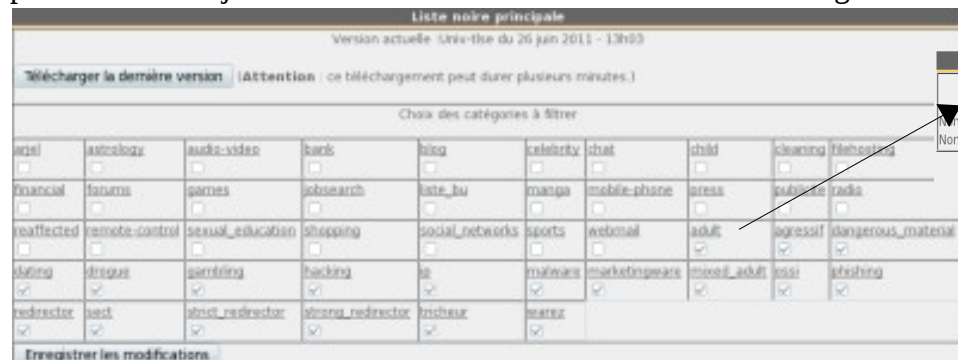 Liste noire principale
Version actuelle :Univ-tlse du 26 juin 2011 - 13h03
Télécharger la dernière version (Attention : ce téléchargement peut durer plusieurs minutes.)
Choix des catégories à filtrer
arjel astrology audio-video bank blog celebrity chat child cleaning filehosting
financial forums games jobsearch liste_bu manga mobile-phone press publicite radio
reaffected remote-control sexual_education shopping social_networks sports webmail adult agressif dangerous_material
dating drogue gambling hacking ip malware marketingware mixed_adult ossi phishing
redirector sect strict_redirector strong_redirector tricheur warez
Enregistrer les modifications